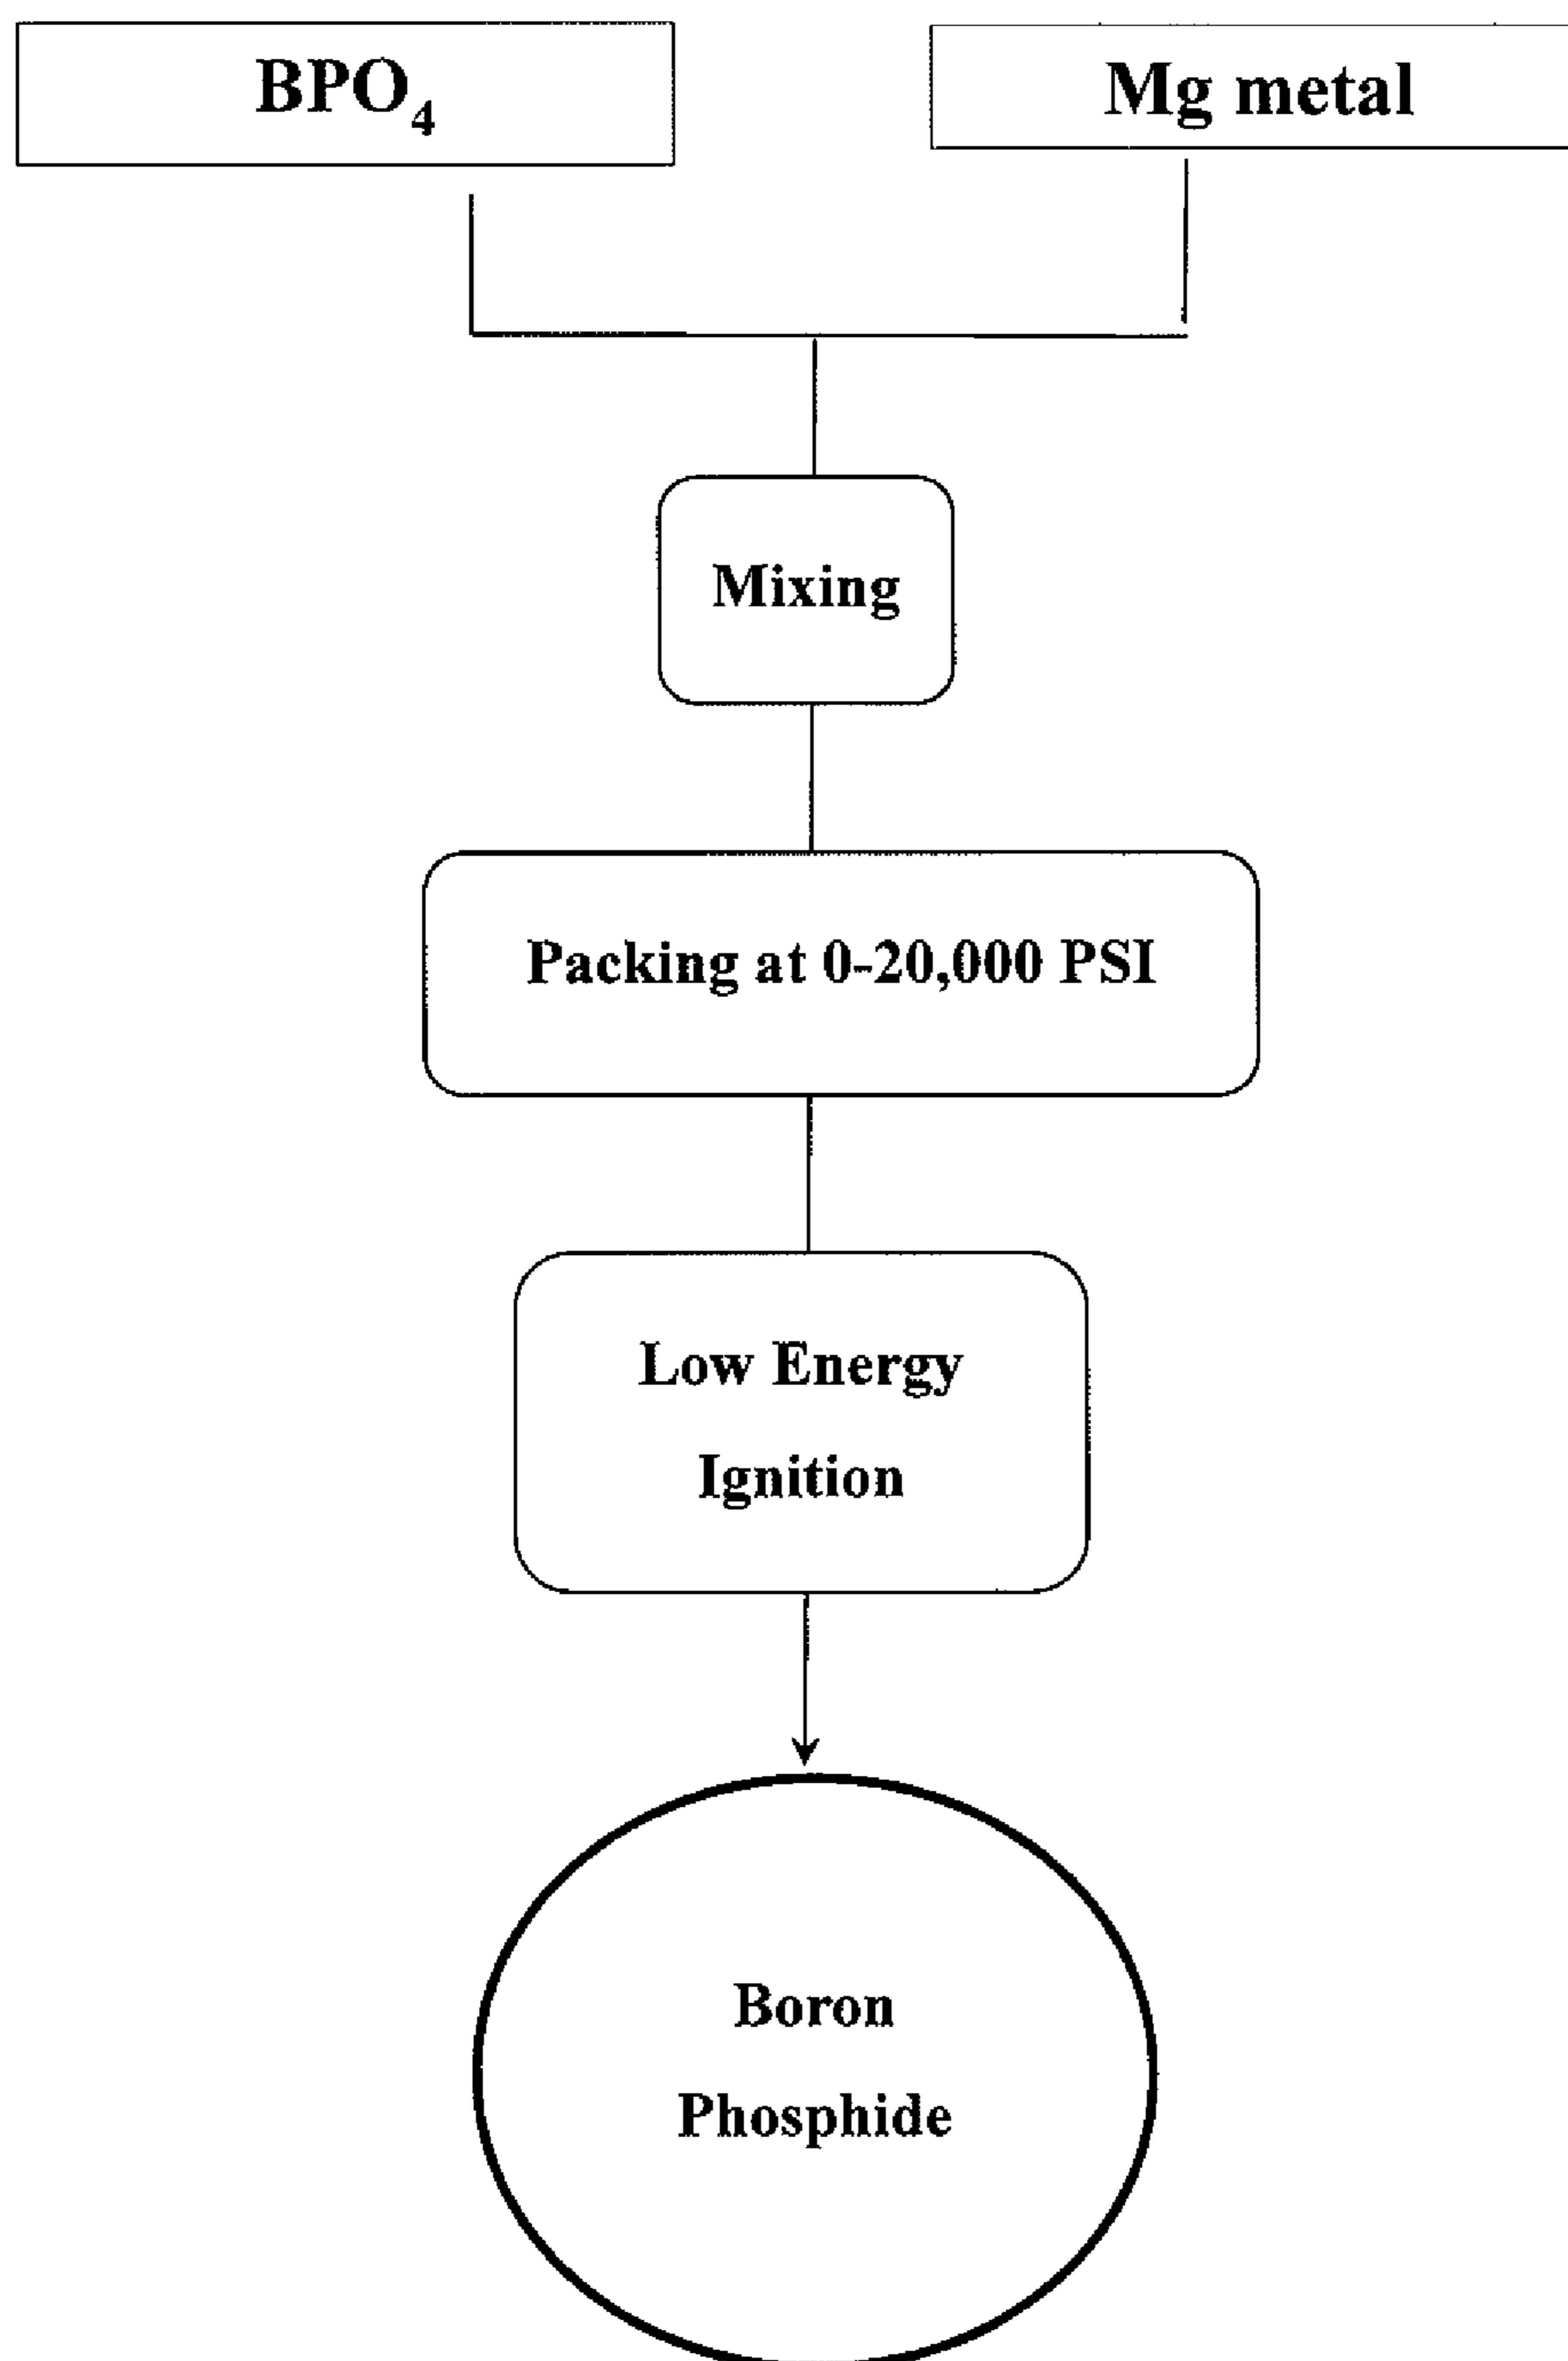 BPO₄
Mg metal
Mixing
Packing at 0-20,000 PSI
Low Energy
Ignition
Boron
Phosphide